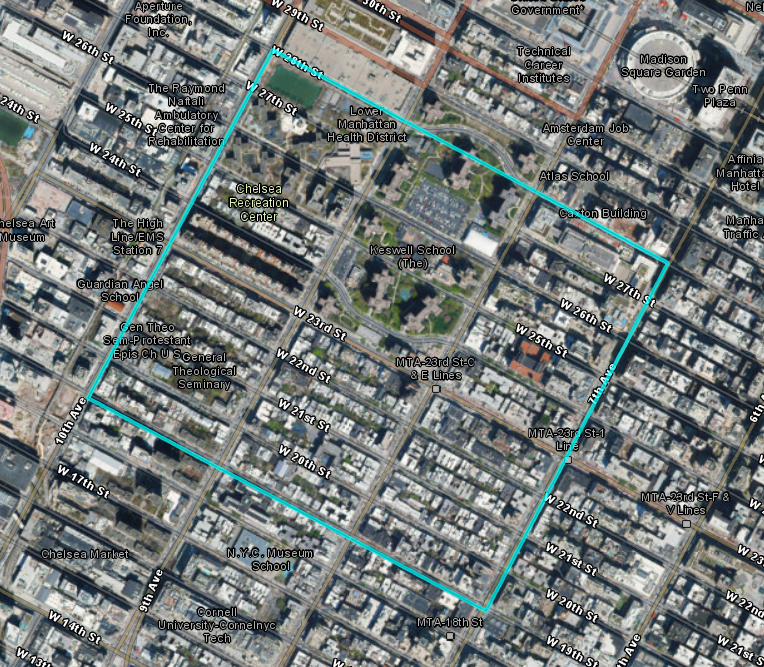 Aperture
Foundation,
Inc.
W 29th St
30th St
Government*
W 26th St
W 28th St
Technical
Career
Institutes
Madison
Square Garden
Two Penn
Plaza
24th St
The Raymond
Naftali
Ambulatory
Center for
Rehabilitation
W 27th St
W 25th St
Lower
Manhattan
Health District
Amsterdam Job
Center
W 24th St
Atlas School
Affinia
Manhatta
Hotel
Chelsea
Recreation
Center
Caxton Building
helsea Art
Museum
The High
Line/EMS
Station 7
Manha
Traffic
Keswell School
(The)
Guardian Angel
School
W 27th St
W 26th St
W 23rd St
W 25th St
Gen Theo
Sem-Protestant
Epis Ch U S
General
Theological
Seminary
W 22nd St
MTA-23rd St-C
& E Lines
7th Ave
10th Ave
W 21st St
6th A
MTA-23rd St-1
Line
W 20th St
W 17th St
W 22nd St
MTA-23rd St-F &
V Lines
Chelsea Market
N.Y.C. Museum
School
W 21st St
W 23
9th Ave
W 20th St
W 22nd
Cornell
University-Cornelnyc
Tech
MTA-18th St
W 14th St
W 19th St
W 21st S
W 13th
h Ave